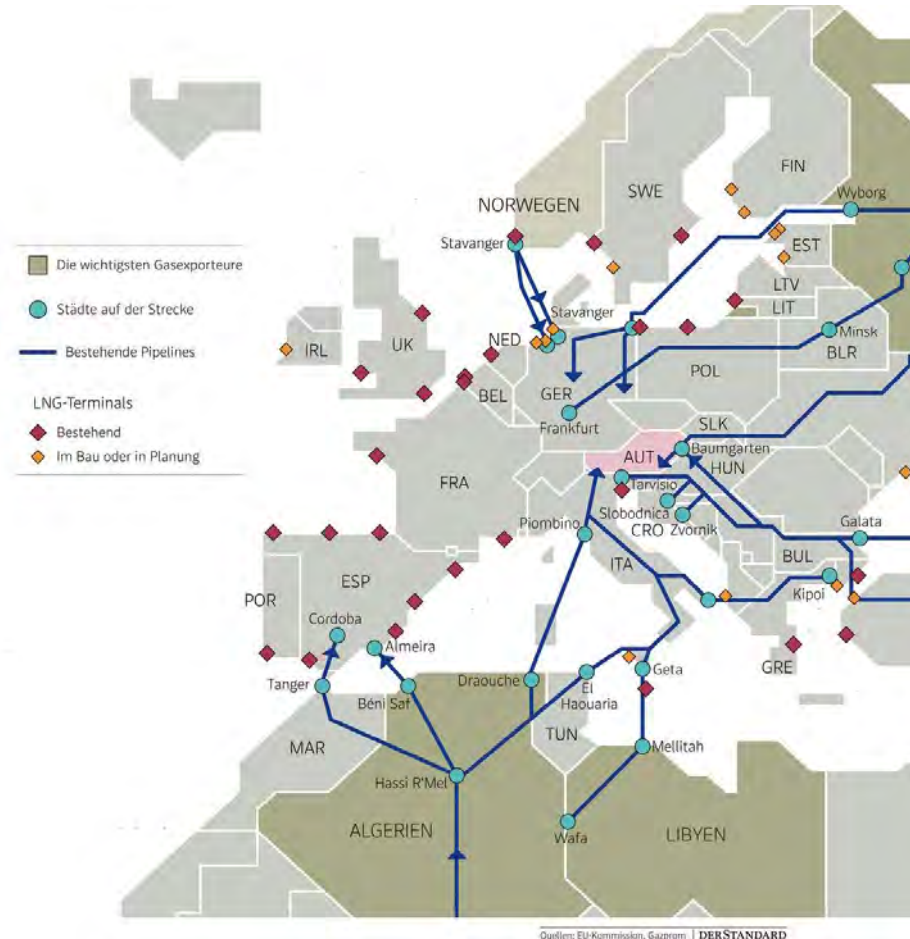 FIN
SWE
NORWEGEN
Wyborg
Stavanger
EST
Die wichtigsten Gasexporteure
LTV
Städte auf der Strecke
Stavanger
LIT
Minsk
IRL
UK
NED
BLR
Bestehende Pipelines
BEL
GER
POL
LNG-Terminals
Bestehend
Frankfurt
SLK
Im Bau oder in Planung
AUT
Baumgarten
HUN
FRA
Tarvisio
Slobodnica
Piombino
CRO
Zvornik
Galata
ITA
BUL
ESP
Kipoi
POR
Cordoba
Almeira
GRE
Tanger
Béni Saf
Draouche
El
Haouaria
Geta
TUN
MAR
Mellitah
Hassi R'Mel
ALGERIEN
Wafa
LIBYEN
Quellen: EU-Kommission, Gazprom | DERSTANDARD